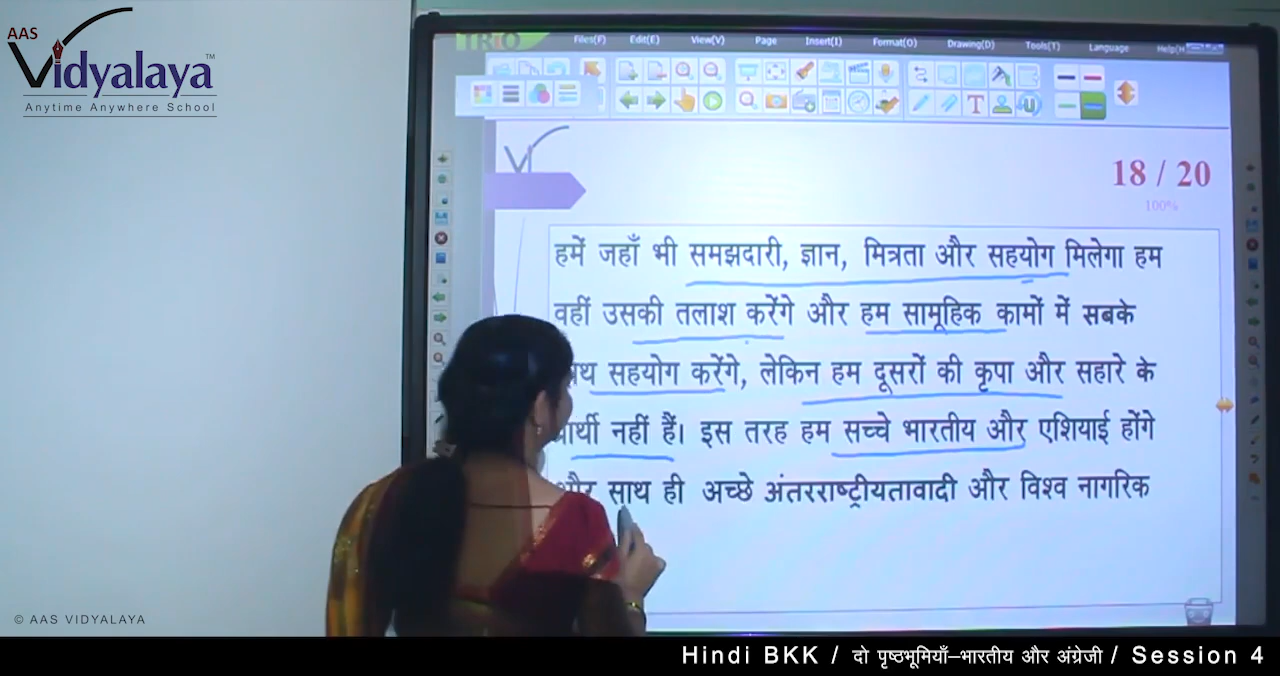 AAS
Vidyalaya™
Anytime Anywhere School
Files(F) Edit(E) View(V) Page Insert(I) Format(O) Drawing(D) Tools(T) Language Help(H
18 / 20
100%
हमें जहाँ भी समझदारी, ज्ञान, मित्रता और सहयोग मिलेगा हम
वहीं उसकी तलाश करेंगे और हम सामूहिक कामों में सबके
सहयोग करेंगे, लेकिन हम दूसरों की कृपा और सहारे के
नहीं हैं। इस तरह हम सच्चे भारतीय और एशियाई होंगे
और साथ ही अच्छे अंतरराष्ट्रीयतावादी और विश्व नागरिक
© AAS VIDYALAYA
Hindi BKK / दो पृष्ठभूमियाँ–भारतीय और अंग्रेजी / Session 4